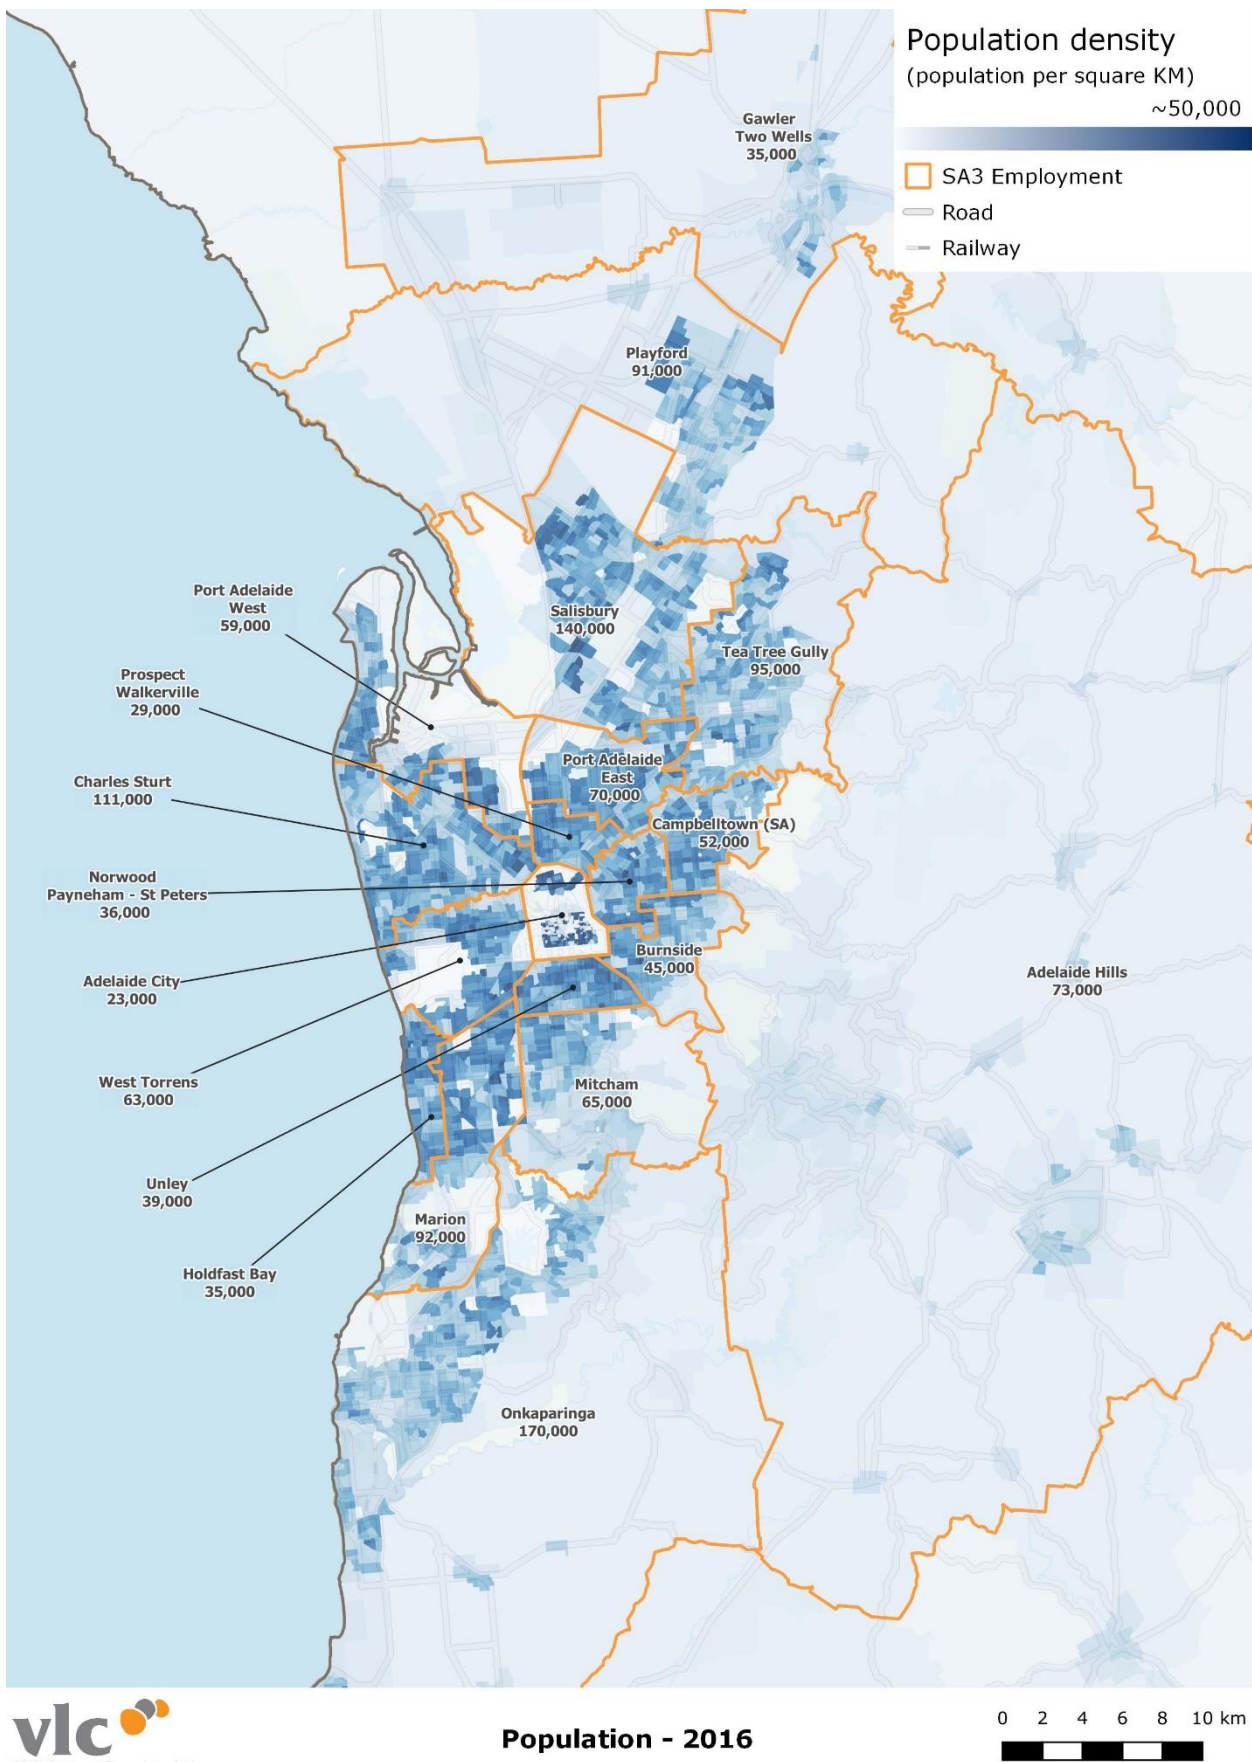 Population density
(population per square KM)
~50,000
SA3 Employment
Road
Railway
Gawler
Two Wells
35,000
Playford
91,000
Port Adelaide
West
59,000
Salisbury
140,000
Tea Tree Gully
95,000
Prospect
Walkerville
29,000
Port Adelaide
East
70,000
Charles Sturt
111,000
Campbelltown (SA)
52,000
Norwood
Payneham - St Peters
36,000
Burnside
45,000
Adelaide City
23,000
Adelaide Hills
73,000
West Torrens
63,000
Mitcham
65,000
Unley
39,000
Marion
92,000
Holdfast Bay
35,000
Onkaparinga
170,000
vlc
Population - 2016
0 2 4 6 8 10 km